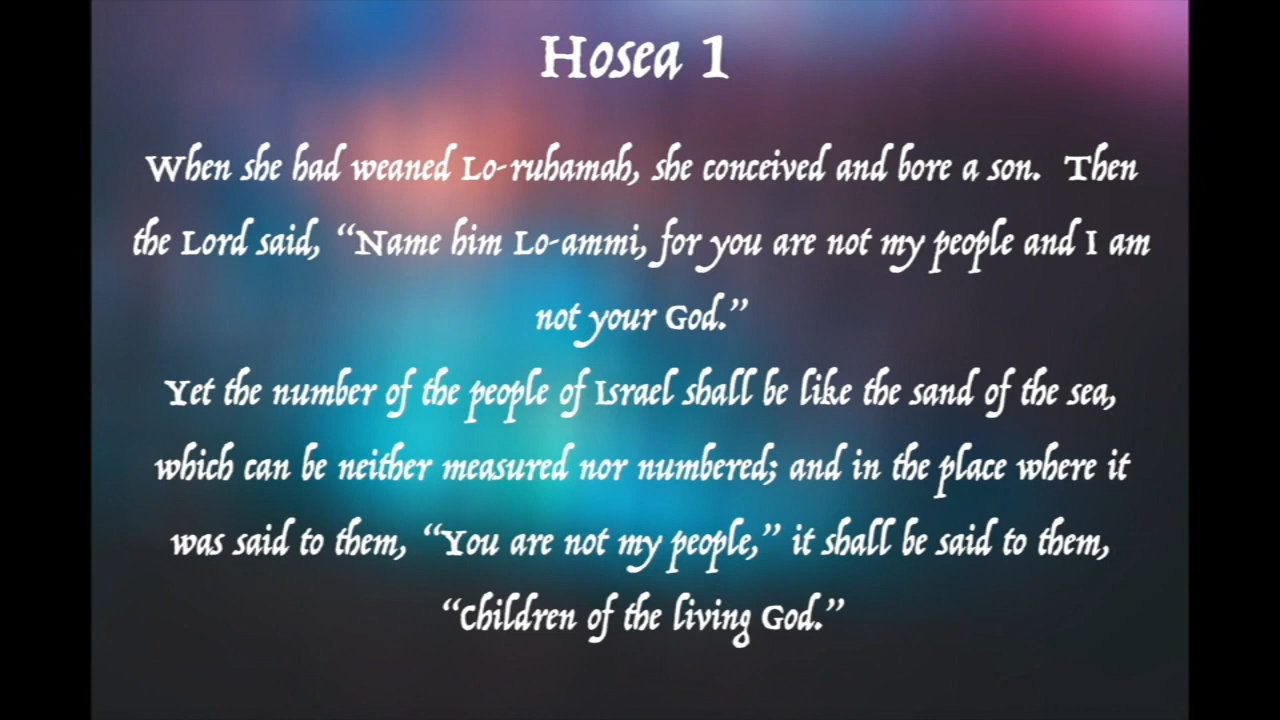 Hosea 1
When she had weaned Lo-ruhamah, she conceived and bore a son. Then
the Lord said, “Name him Lo-ammi, for you are not my people and I am
not your God.”
Yet the number of the people of Israel shall be like the sand of the sea,
which can be neither measured nor numbered; and in the place where it
was said to them, “You are not my people,” it shall be said to them,
“Children of the living God.”